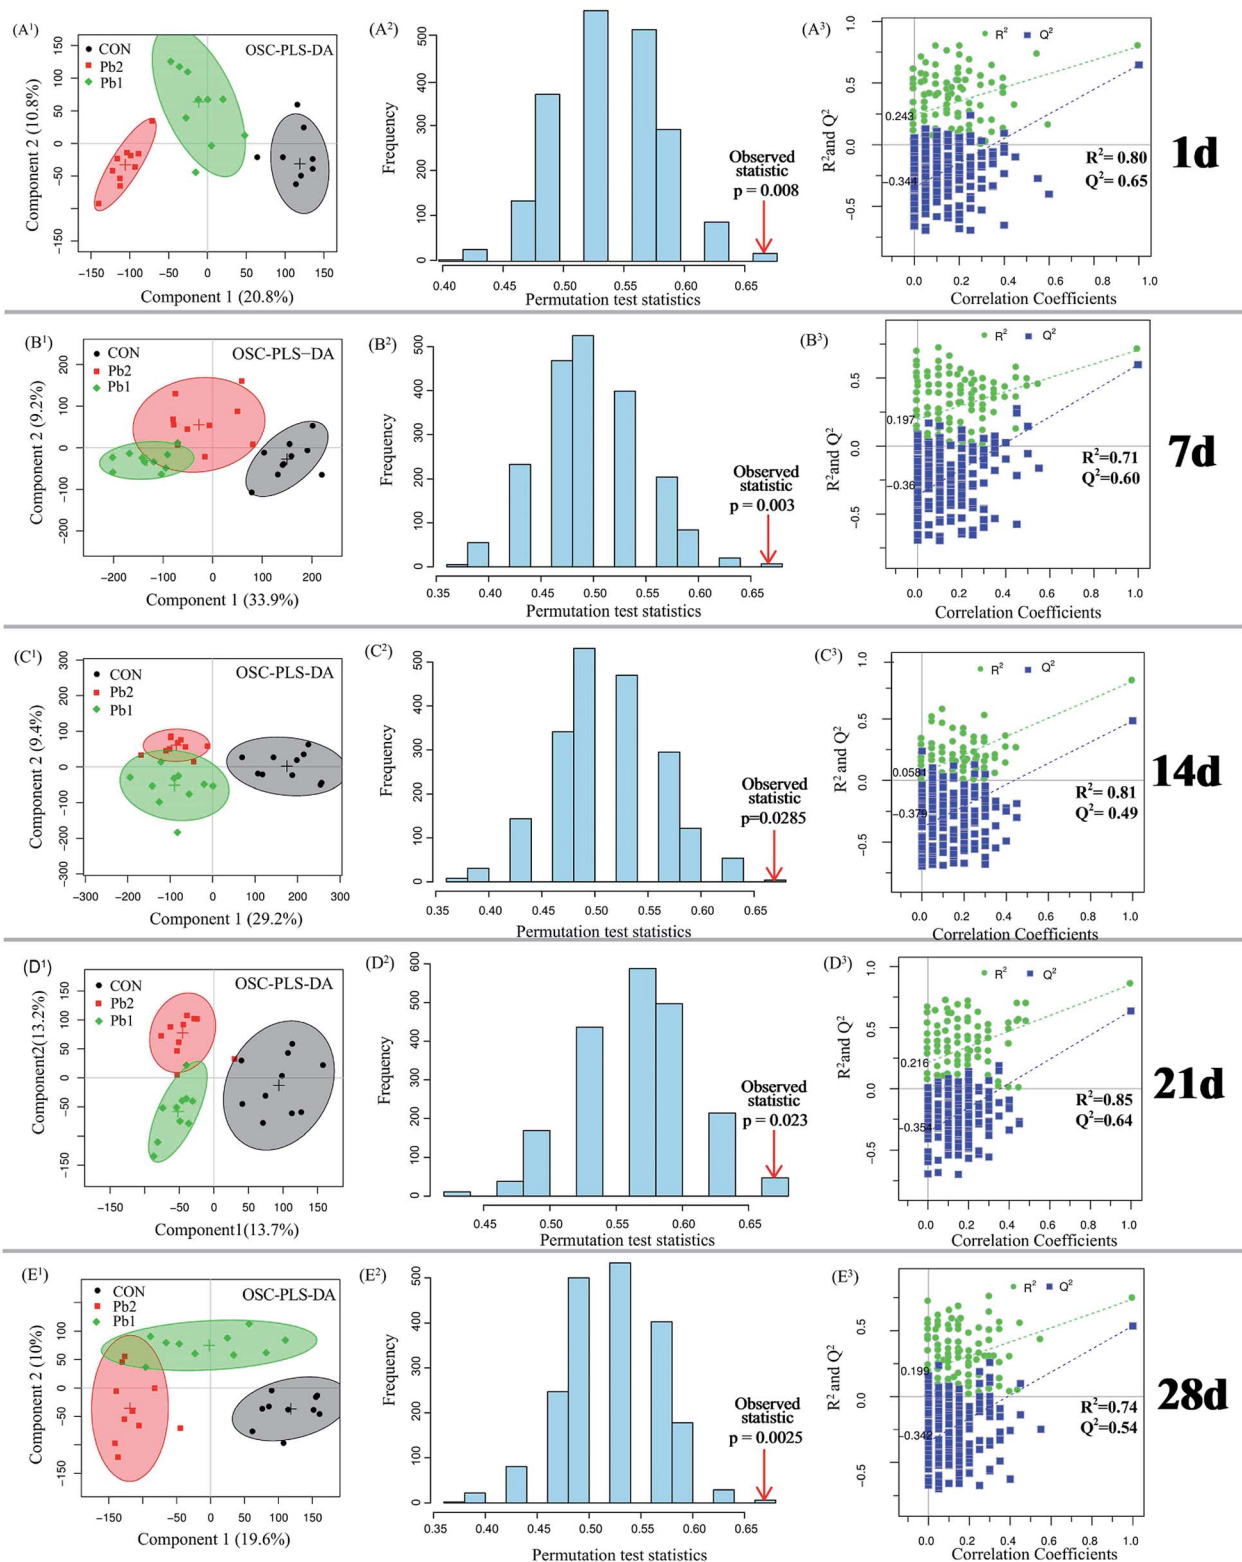 (A¹)
OSC-PLS-DA
CON
Pb2
Pb1
Component 2 (10.8%)
150
100
50
0
−50
−150
−150 −100 −50 0 50 100 150
Component 1 (20.8%)
(A²)
Frequency
500
400
300
200
100
0
Observed
statistic
p = 0.008
0.40 0.45 0.50 0.55 0.60 0.65
Permutation test statistics
(A³)
R² Q²
R²and Q²
1.0
0.5
0.243
0.0
−0.344
−0.5
R²= 0.80
Q²= 0.65
0.0 0.2 0.4 0.6 0.8 1.0
Correlation Coefficients
1d
(B¹)
OSC-PLS−DA
CON
Pb2
Pb1
Component 2 (9.2%)
200
100
0
−100
−200
−200 −100 0 100 200
Component 1 (33.9%)
(B²)
Frequency
500
400
300
200
100
0
Observed
statistic
p = 0.003
0.35 0.40 0.45 0.50 0.55 0.60 0.65
Permutation test statistics
(B³)
R² Q²
R²and Q²
0.5
0.197
0.0
−0.36
−0.5
R²=0.71
Q²=0.60
0.0 0.2 0.4 0.6 0.8 1.0
Correlation Coefficients
7d
(C¹)
OSC-PLS-DA
CON
Pb2
Pb1
Component 2 (9.4%)
300
200
100
0
−100
−200
−300
−300 −200 −100 0 100 200 300
Component 1 (29.2%)
(C²)
Frequency
500
400
300
200
100
0
Observed
statistic
p=0.0285
0.35 0.40 0.45 0.50 0.55 0.60 0.65
Permutation test statistics
(C³)
R² Q²
R² and Q²
1.0
0.5
0.0581
0.0
−0.379
−0.5
R²= 0.81
Q²= 0.49
0.0 0.2 0.4 0.6 0.8 1.0
Correlation Coefficients
14d
(D¹)
OSC-PLS-DA
CON
Pb2
Pb1
Component2(13.2%)
150
100
50
0
−50
−150
−150 −50 0 50 100 150
Component1(13.7%)
(D²)
Frequency
600
500
400
300
200
100
0
Observed
statistic
p = 0.023
0.45 0.50 0.55 0.60 0.65
Permutation test statistics
(D³)
R² Q²
R²and Q²
1.0
0.5
0.216
0.0
−0.354
−0.5
R²= 0.85
Q²=0.64
0.0 0.2 0.4 0.6 0.8 1.0
Correlation Coefficients
21d
(E¹)
OSC-PLS-DA
CON
Pb2
Pb1
Component 2 (10%)
100
50
0
−50
−150
−150 −50 0 50 100 150
Component 1 (19.6%)
(E²)
Frequency
500
400
300
200
100
0
Observed
statistic
p = 0.0025
0.35 0.40 0.45 0.50 0.55 0.60 0.65
Permutation test statistics
(E³)
R² Q²
R² and Q²
0.5
0.199
0.0
−0.342
−0.5
R²=0.74
Q²=0.54
0.0 0.2 0.4 0.6 0.8 1.0
Correlation Coefficients
28d